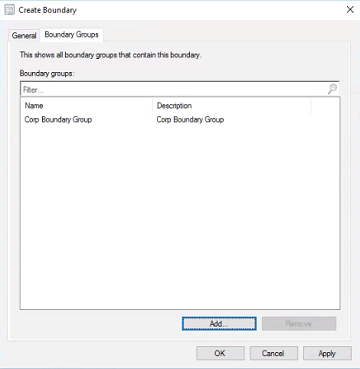 Create Boundary
General Boundary Groups
This shows all boundary groups that contain this boundary.
Boundary groups:
Filter...
Name Description
Corp Boundary Group Corp Boundary Group
Add... Remove
OK Cancel Apply